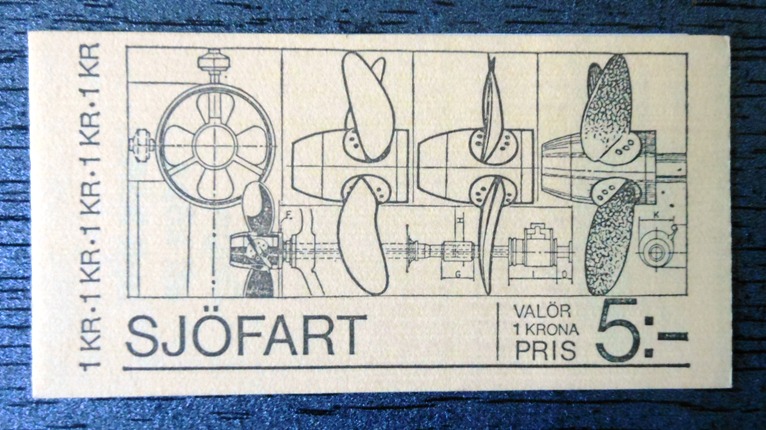 1 KR·1 KR·1 KR·1 KR·1 KR
F
H
G
I
D
K
SJÖFART
VALÖR
1 KRONA
PRIS
5:-